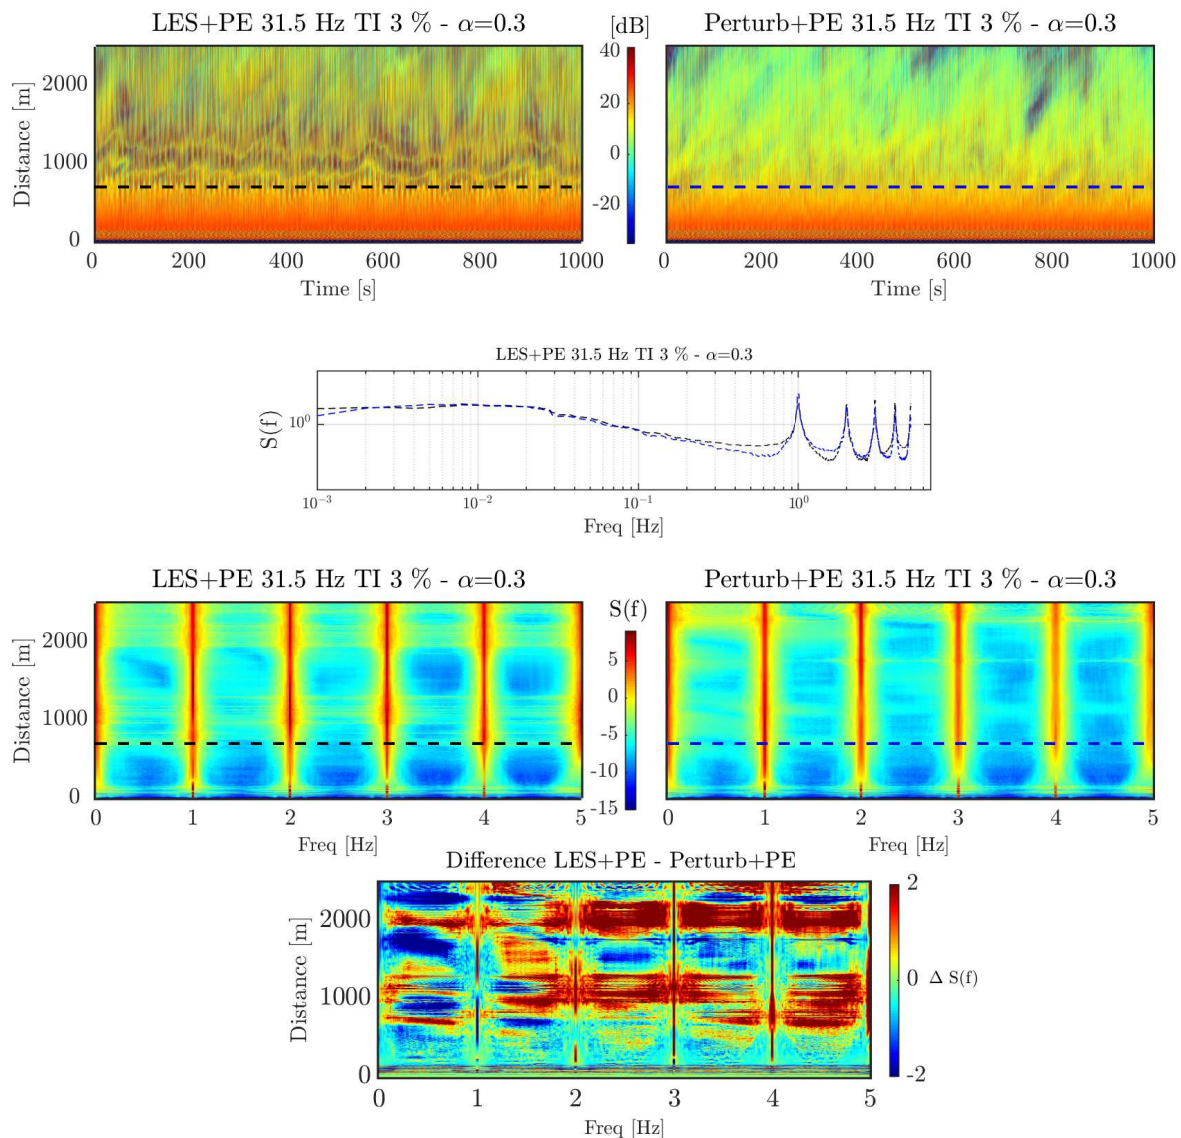 LES+PE 31.5 Hz TI 3 % - α=0.3
[dB]
Perturb+PE 31.5 Hz TI 3 % - α=0.3
Distance [m]
2000
1000
0
40
20
0
-20
0 200 400 600 800 1000
0 200 400 600 800 1000
Time [s]
Time [s]
LES+PE 31.5 Hz TI 3 % - α=0.3
S(f)
10⁰
10⁻³ 10⁻² 10⁻¹ 10⁰
Freq [Hz]
LES+PE 31.5 Hz TI 3 % - α=0.3
S(f)
Perturb+PE 31.5 Hz TI 3 % - α=0.3
Distance [m]
2000
1000
0
5
0
-5
-10
-15
0 1 2 3 4 5
0 1 2 3 4 5
Freq [Hz]
Freq [Hz]
Difference LES+PE - Perturb+PE
Distance [m]
2000
1000
0
2
0 Δ S(f)
-2
0 1 2 3 4 5
Freq [Hz]